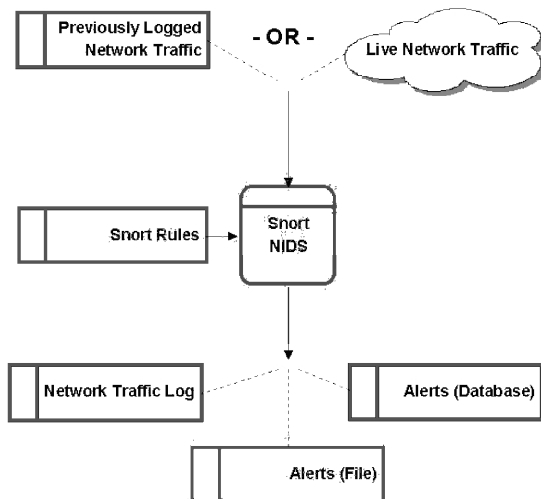 Previously Logged
Network Traffic
- OR -
Live Network Traffic
Snort Rules
Snort
NIDS
Network Traffic Log
Alerts (Database)
Alerts (File)